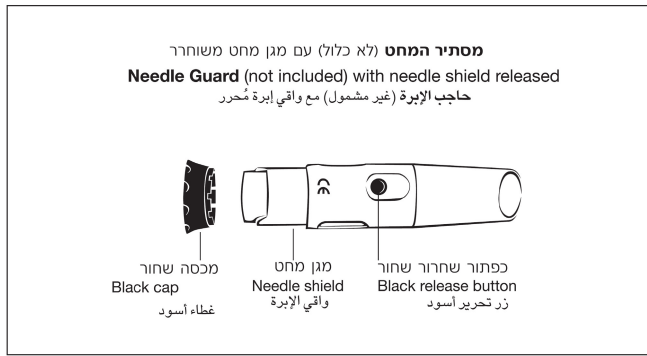 מסתיר המחט (לא כלול) עם מגן מחט משוחרר
Needle Guard (not included) with needle shield released
حاجب الإبرة (غير مشمول) مع واقي إبرة مُحرر
CE
מכסה שחור
Black cap
غطاء أسود
מגן מחט
Needle shield
واقي الإبرة
כפתור שחרור שחור
Black release button
زر تحرير أسود